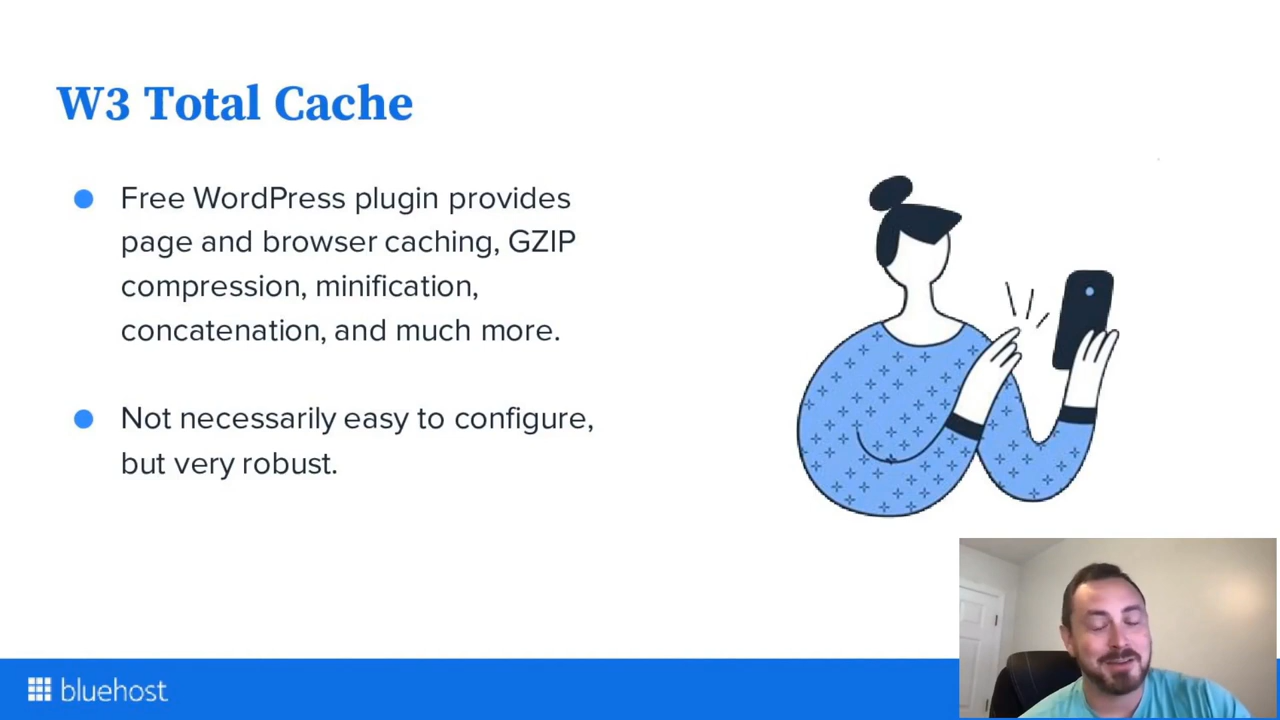 W3 Total Cache
Free WordPress plugin provides
page and browser caching, GZIP
compression, minification,
concatenation, and much more.
Not necessarily easy to configure,
but very robust.
bluehost